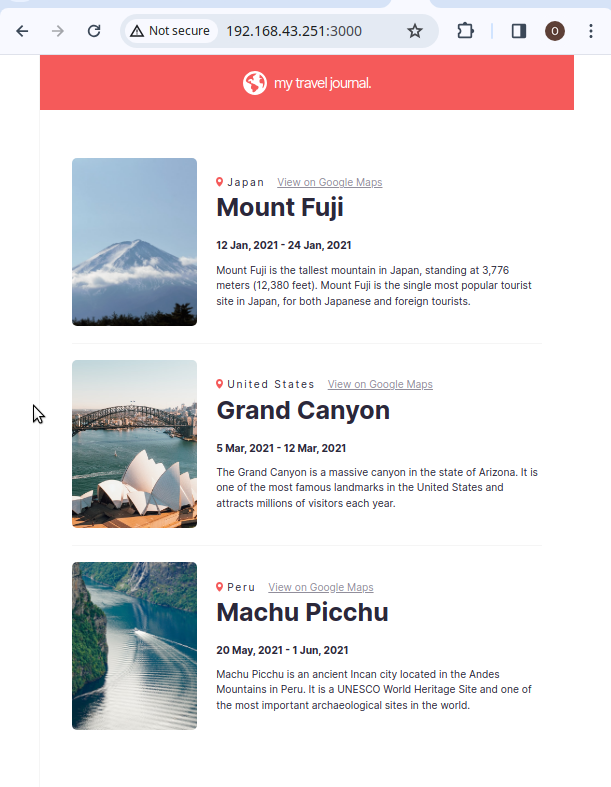 Not secure
192.168.43.251:3000
O
my travel journal.
Japan View on Google Maps
Mount Fuji
12 Jan, 2021 - 24 Jan, 2021
Mount Fuji is the tallest mountain in Japan, standing at 3,776
meters (12,380 feet). Mount Fuji is the single most popular tourist
site in Japan, for both Japanese and foreign tourists.
United States View on Google Maps
Grand Canyon
5 Mar, 2021 - 12 Mar, 2021
The Grand Canyon is a massive canyon in the state of Arizona. It is
one of the most famous landmarks in the United States and
attracts millions of visitors each year.
Peru View on Google Maps
Machu Picchu
20 May, 2021 - 1 Jun, 2021
Machu Picchu is an ancient Incan city located in the Andes
Mountains in Peru. It is a UNESCO World Heritage Site and one of
the most important archaeological sites in the world.